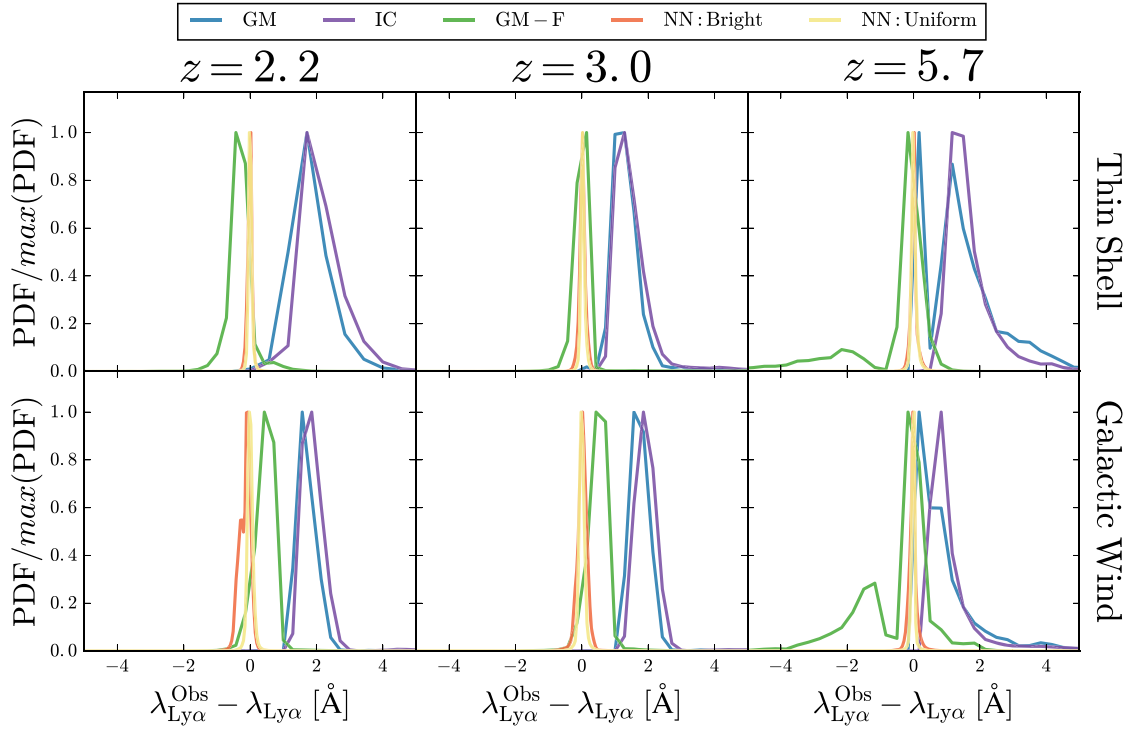 GM IC GM − F NN : Bright NN : Uniform
z = 2. 2 z = 3. 0 z = 5. 7
PDF/max(PDF) 1.0 0.8 0.6 0.4 0.2 0.0 Thin Shell
PDF/max(PDF) 1.0 0.8 0.6 0.4 0.2 0.0 Galactic Wind
−4 −2 0 2 4 −4 −2 0 2 4 −4 −2 0 2 4
λ^Obs_Lyα − λ_Lyα [Å] λ^Obs_Lyα − λ_Lyα [Å] λ^Obs_Lyα − λ_Lyα [Å]